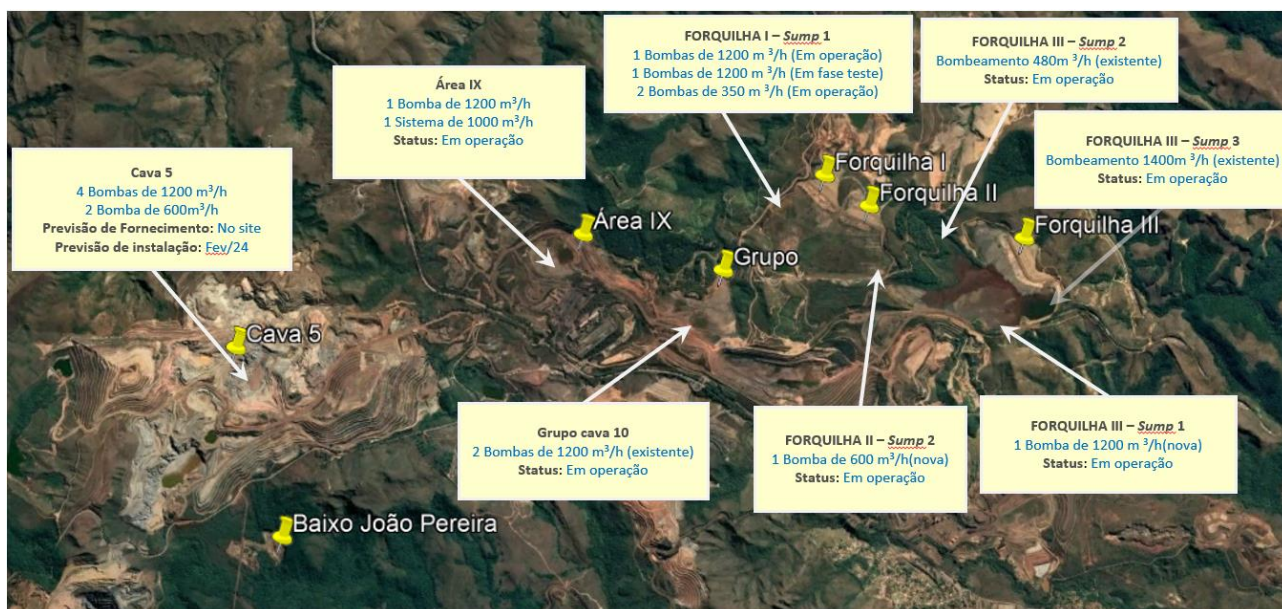 FORQUILHA I – Sump 1
1 Bombas de 1200 m ³/h (Em operação)
1 Bombas de 1200 m ³/h (Em fase teste)
2 Bombas de 350 m ³/h (Em operação)
FORQUILHA III – Sump 2
Bombeamento 480m ³/h (existente)
Status: Em operação
Área IX
1 Bomba de 1200 m³/h
1 Sistema de 1000 m³/h
Status: Em operação
FORQUILHA III – Sump 3
Bombeamento 1400m ³/h (existente)
Status: Em operação
Cava 5
4 Bombas de 1200 m³/h
2 Bomba de 600m³/h
Previsão de Fornecimento: No site
Previsão de instalação: Fev/24
Forquilha I
Forquilha II
Forquilha III
Área IX
Grupo
Cava 5
Grupo cava 10
2 Bombas de 1200 m³/h (existente)
Status: Em operação
FORQUILHA II – Sump 2
1 Bomba de 600 m³/h(nova)
Status: Em operação
FORQUILHA III – Sump 1
1 Bomba de 1200 m ³/h(nova)
Status: Em operação
Baixo João Pereira